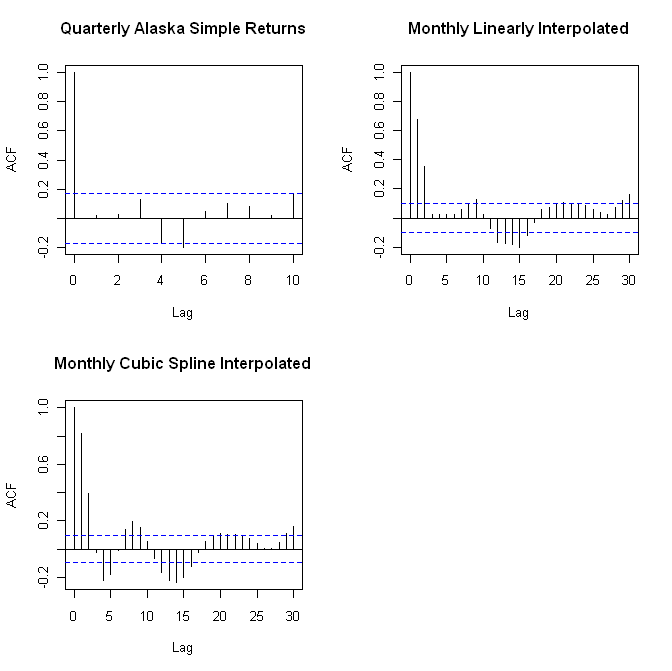 Quarterly Alaska Simple Returns
ACF
1.0
0.8
0.6
0.4
0.2
-0.2
0 2 4 6 8 10
Lag
Monthly Linearly Interpolated
ACF
1.0
0.8
0.6
0.4
0.2
-0.2
0 5 10 15 20 25 30
Lag
Monthly Cubic Spline Interpolated
ACF
1.0
0.6
0.2
-0.2
0 5 10 15 20 25 30
Lag